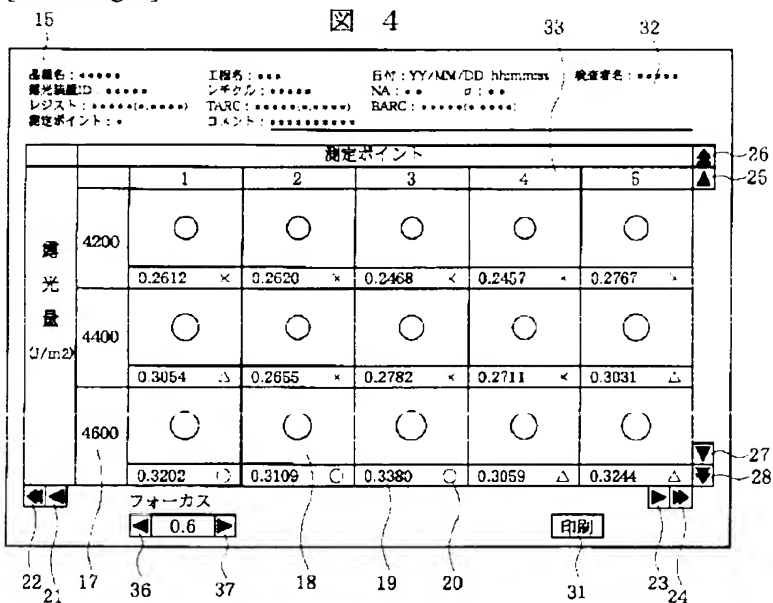 図 4
15
33
32
品種名：*****
工程名：***
日付：YY/MM/DD hh:mm:ss
検査者名：*****
露光装置ID *****
レチクル：*****
NA：** σ：**
レジスト：*****(*.****)
TARC：*****(*.****)
BARC：*****(*.****)
測定ポイント：*
コメント：**********
測定ポイント
26
1 2 3 4 5
25
露光量
(J/m2)
4200
0.2612 × 0.2620 × 0.2468 × 0.2457 × 0.2767 ×
4400
0.3054 △ 0.2655 × 0.2782 × 0.2711 × 0.3031 △
4600
0.3202 ○ 0.3109 ○ 0.3380 ○ 0.3059 △ 0.3244 △
27
28
フォーカス
0.6
印刷
22 21 17 36 37 18 19 20 31 23 24